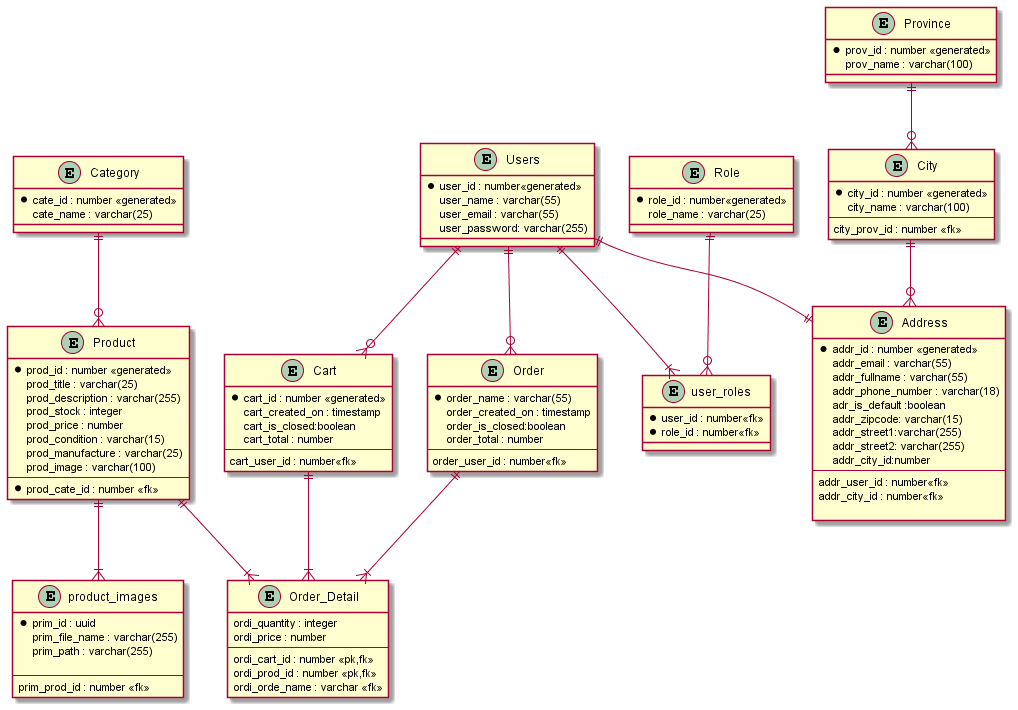 E Province
prov_id : number «generated»
prov_name : varchar(100)
E Category
cate_id : number «generated»
cate_name : varchar(25)
E Users
user_id : number«generated»
user_name : varchar(55)
user_email : varchar(55)
user_password: varchar(255)
E Role
role_id : number«generated»
role_name : varchar(25)
E City
city_id : number «generated»
city_name : varchar(100)
city_prov_id : number «fk»
E Product
prod_id : number «generated»
prod_title : varchar(25)
prod_description : varchar(255)
prod_stock : integer
prod_price : number
prod_condition : varchar(15)
prod_manufacture : varchar(25)
prod_image : varchar(100)
prod_cate_id : number «fk»
E Cart
cart_id : number «generated»
cart_created_on : timestamp
cart_is_closed:boolean
cart_total : number
cart_user_id : number«fk»
E Order
order_name : varchar(55)
order_created_on : timestamp
order_is_closed:boolean
order_total : number
order_user_id : number«fk»
E user_roles
user_id : number«fk»
role_id : number«fk»
E Address
addr_id : number «generated»
addr_email : varchar(55)
addr_fullname : varchar(55)
addr_phone_number : varchar(18)
adr_is_default :boolean
addr_zipcode: varchar(15)
addr_street1:varchar(255)
addr_street2: varchar(255)
addr_city_id:number
addr_user_id : number«fk»
addr_city_id : number«fk»
E product_images
prim_id : uuid
prim_file_name : varchar(255)
prim_path : varchar(255)
prim_prod_id : number «fk»
E Order_Detail
ordi_quantity : integer
ordi_price : number
ordi_cart_id : number «pk,fk»
ordi_prod_id : number «pk,fk»
ordi_orde_name : varchar «fk»